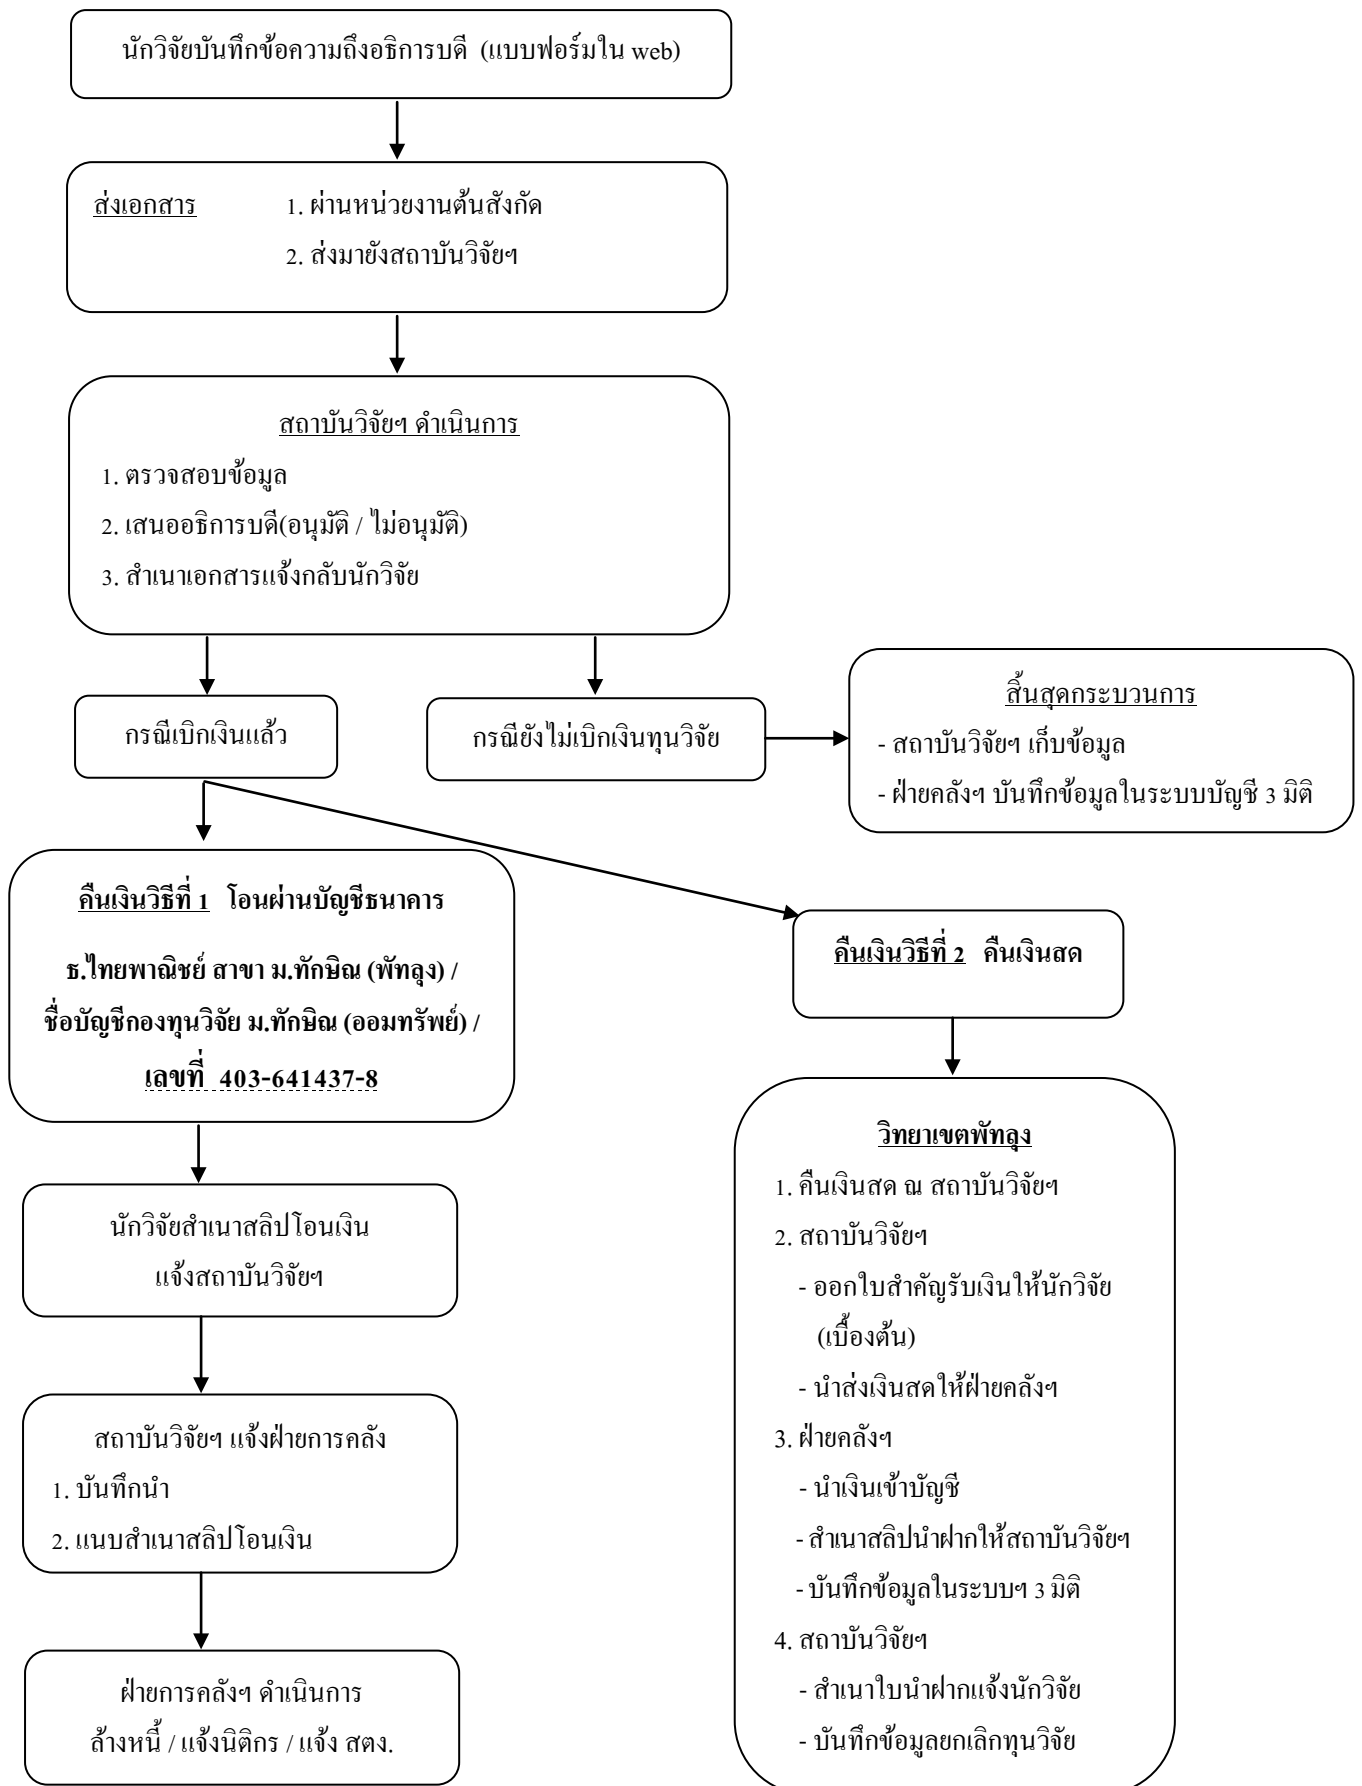 นักวิจัยบันทึกข้อความถึงอธิการบดี (แบบฟอร์มใน web)
ส่งเอกสาร 1. ผ่านหน่วยงานต้นสังกัด
2. ส่งมายังสถาบันวิจัยฯ
สถาบันวิจัยฯ ดำเนินการ
1. ตรวจสอบข้อมูล
2. เสนออธิการบดี(อนุมัติ / ไม่อนุมัติ)
3. สำเนาเอกสารแจ้งกลับนักวิจัย
กรณีเบิกเงินแล้ว
กรณียังไม่เบิกเงินทุนวิจัย
สิ้นสุดกระบวนการ
- สถาบันวิจัยฯ เก็บข้อมูล
- ฝ่ายคลังฯ บันทึกข้อมูลในระบบบัญชี 3 มิติ
คืนเงินวิธีที่ 1 โอนผ่านบัญชีธนาคาร
ธ.ไทยพาณิชย์ สาขา ม.ทักษิณ (พัทลุง) /
ชื่อบัญชีกองทุนวิจัย ม.ทักษิณ (ออมทรัพย์) /
เลขที่ 403-641437-8
นักวิจัยสำเนาสลิปโอนเงิน
แจ้งสถาบันวิจัยฯ
สถาบันวิจัยฯ แจ้งฝ่ายการคลัง
1. บันทึกนำ
2. แนบสำเนาสลิปโอนเงิน
ฝ่ายการคลังฯ ดำเนินการ
ล้างหนี้ / แจ้งนิติกร / แจ้ง สตง.
คืนเงินวิธีที่ 2 คืนเงินสด
วิทยาเขตพัทลุง
1. คืนเงินสด ณ สถาบันวิจัยฯ
2. สถาบันวิจัยฯ
- ออกใบสำคัญรับเงินให้นักวิจัย
(เบื้องต้น)
- นำส่งเงินสดให้ฝ่ายคลังฯ
3. ฝ่ายคลังฯ
- นำเงินเข้าบัญชี
- สำเนาสลิปนำฝากให้สถาบันวิจัยฯ
- บันทึกข้อมูลในระบบฯ 3 มิติ
4. สถาบันวิจัยฯ
- สำเนาใบนำฝากแจ้งนักวิจัย
- บันทึกข้อมูลยกเลิกทุนวิจัย